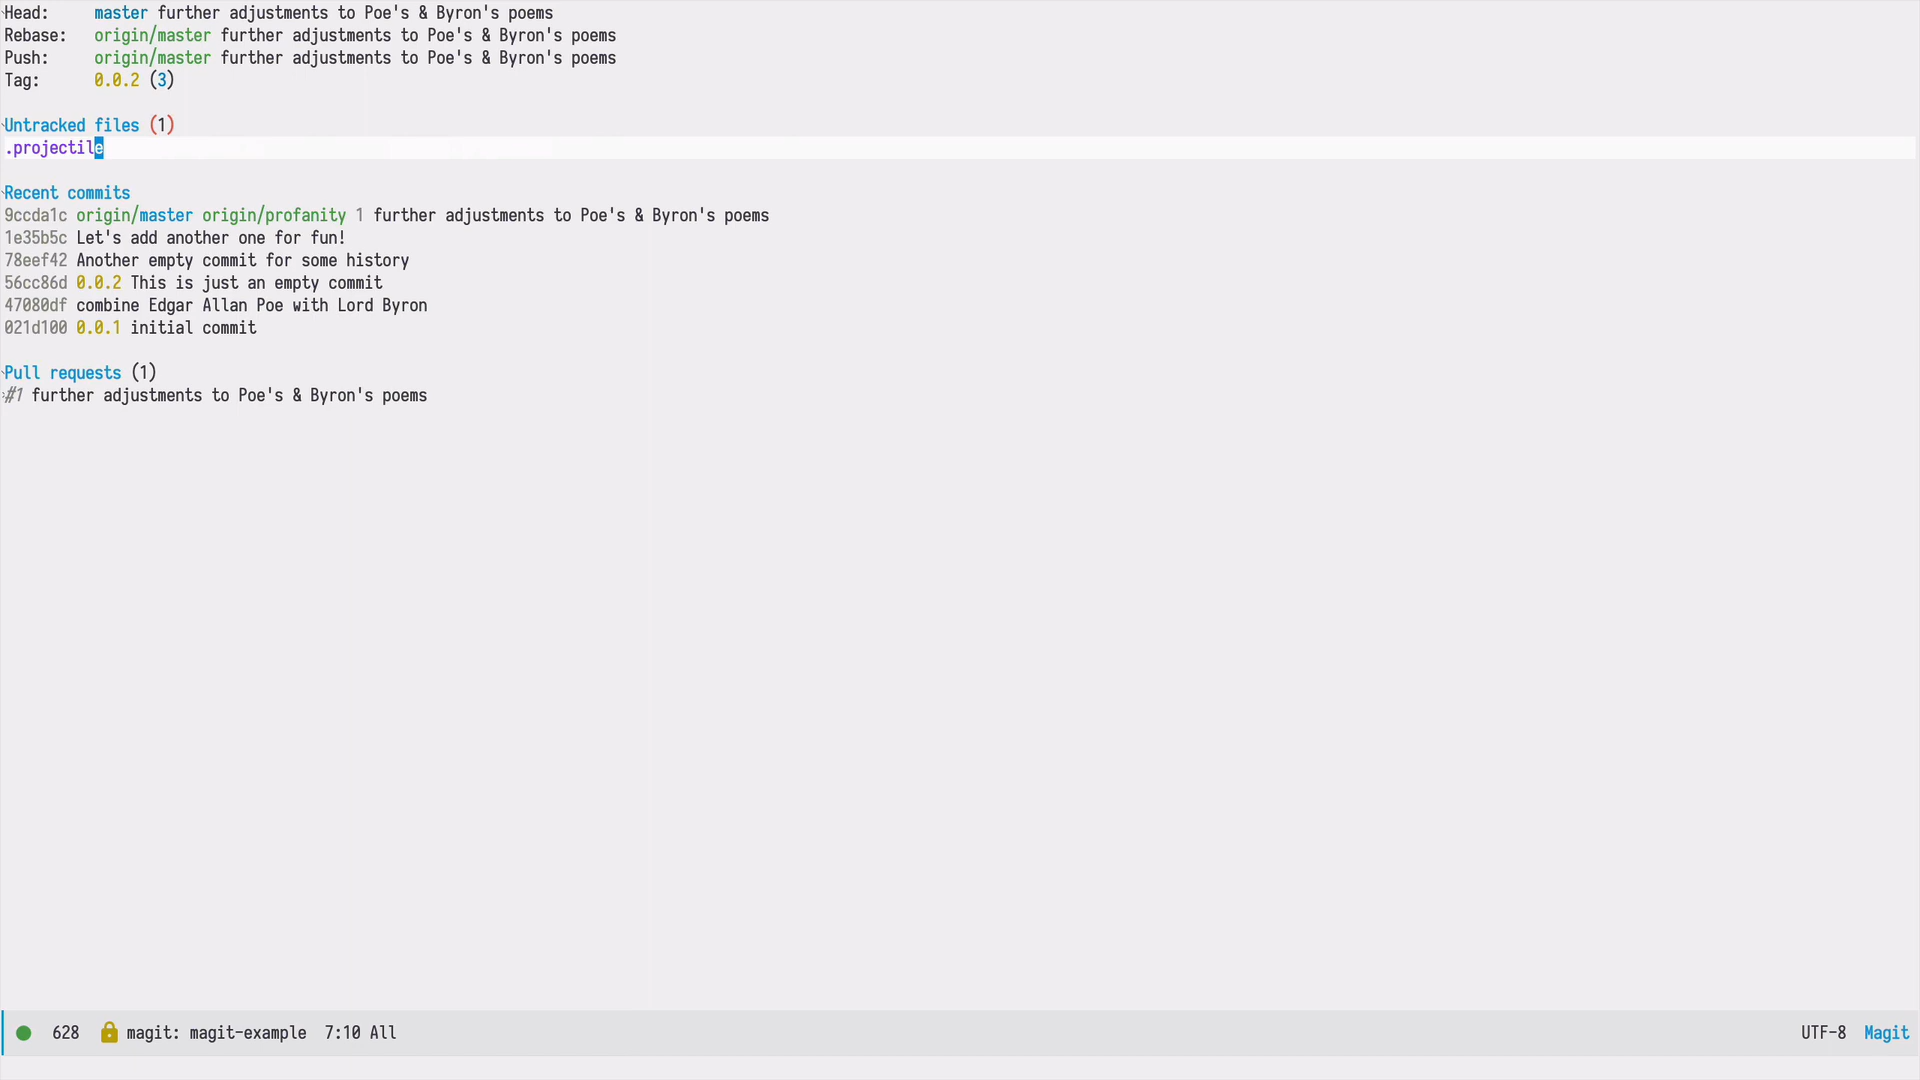 Head:     master further adjustments to Poe's & Byron's poems
Rebase:   origin/master further adjustments to Poe's & Byron's poems
Push:     origin/master further adjustments to Poe's & Byron's poems
Tag:      0.0.2 (3)
Untracked files (1)
.projectile
Recent commits
9ccda1c origin/master origin/profanity 1 further adjustments to Poe's & Byron's poems
1e35b5c Let's add another one for fun!
78eef42 Another empty commit for some history
56cc86d 0.0.2 This is just an empty commit
47080df combine Edgar Allan Poe with Lord Byron
021d100 0.0.1 initial commit
Pull requests (1)
#1 further adjustments to Poe's & Byron's poems
628 magit: magit-example 7:10 All UTF-8 Magit